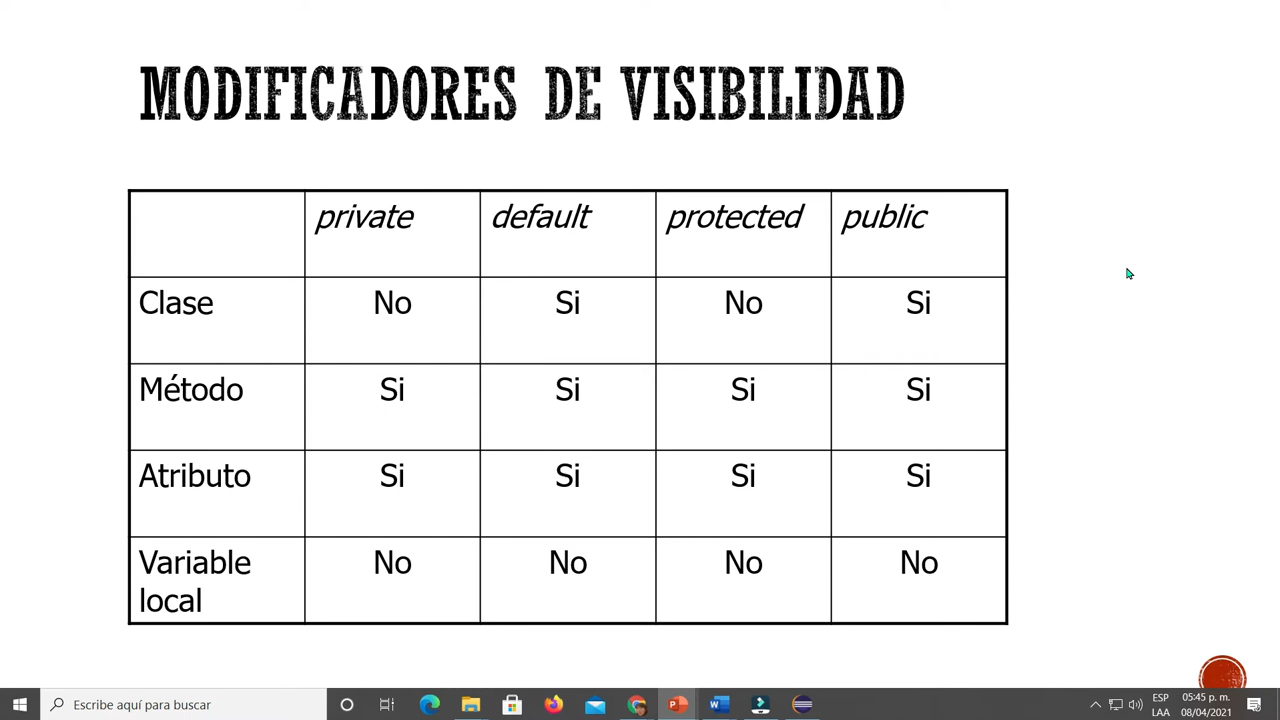 MODIFICADORES DE VISIBILIDAD
private default protected public
Clase No Si No Si
Método Si Si Si Si
Atributo Si Si Si Si
Variable local No No No No
Escribe aquí para buscar
ESP 05:45 p. m.
LAA 08/04/2021